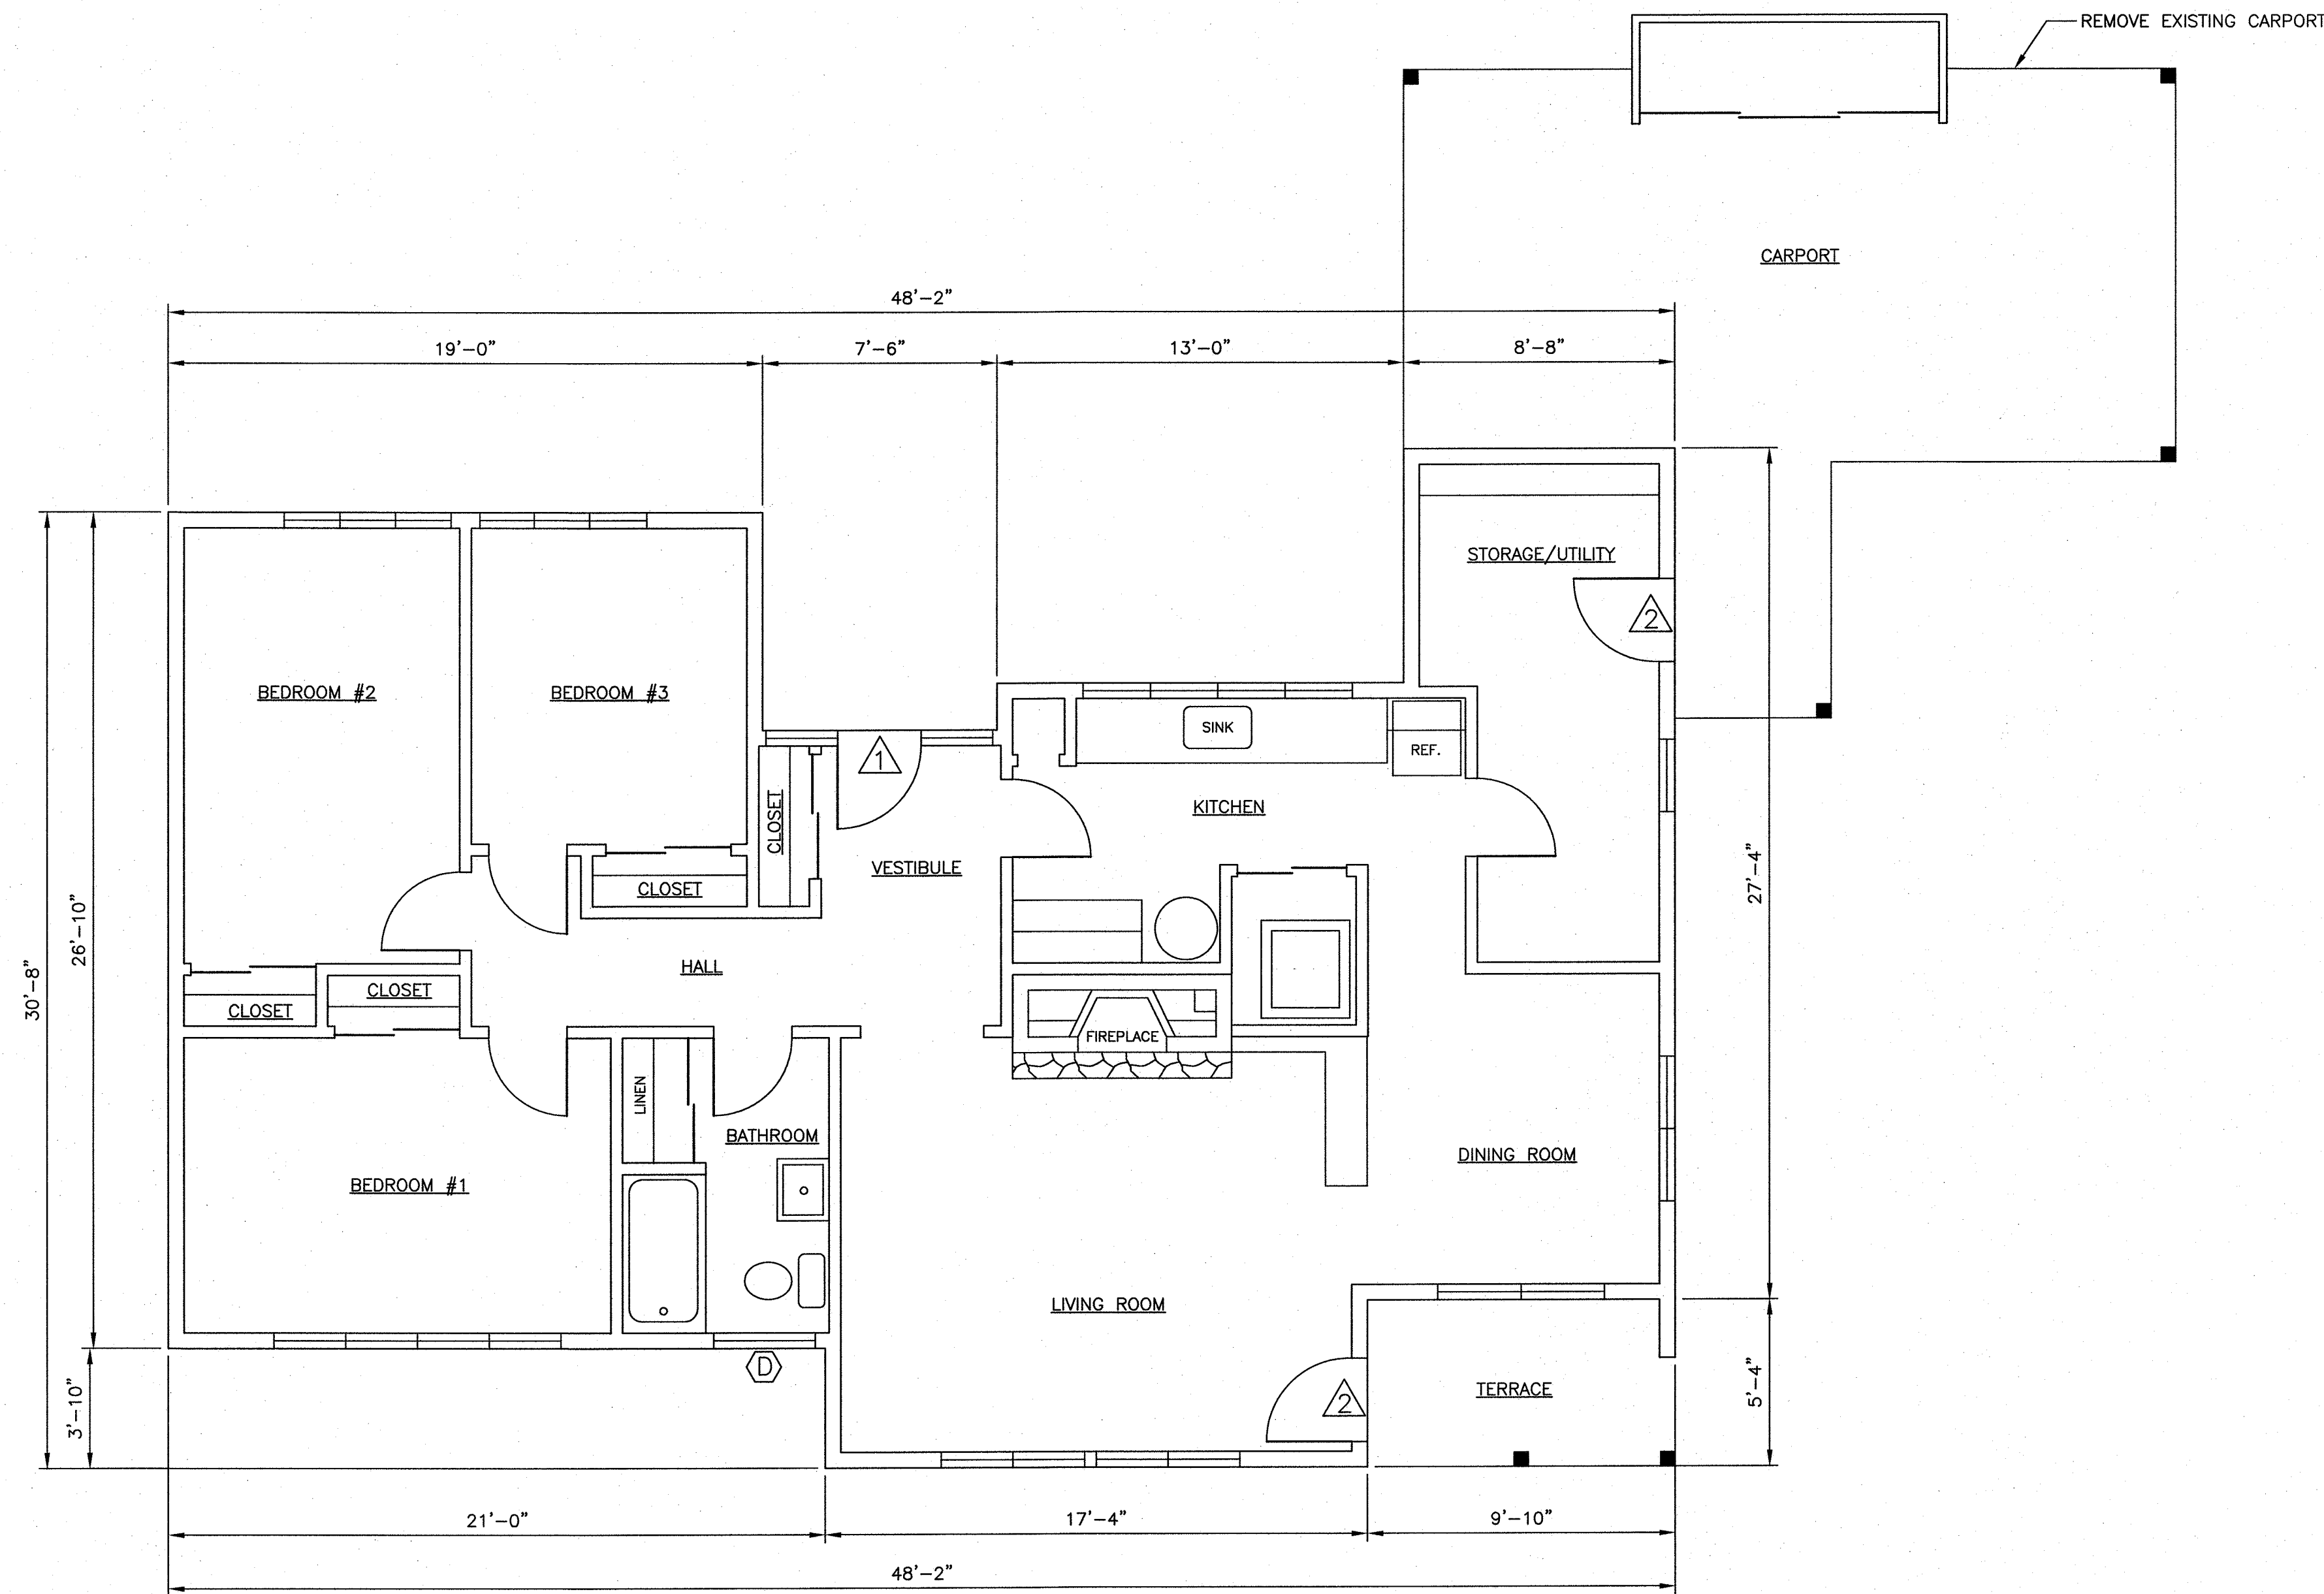 REMOVE EXISTING CARPORT
CARPORT
48'-2"
19'-0"
7'-6"
13'-0"
8'-8"
STORAGE/UTILITY
2
BEDROOM #2
BEDROOM #3
SINK
REF.
1
CLOSET
KITCHEN
VESTIBULE
CLOSET
27'-4"
26'-10"
30'-8"
HALL
CLOSET
CLOSET
FIREPLACE
LINEN
BATHROOM
DINING ROOM
BEDROOM #1
LIVING ROOM
D
2
TERRACE
5'-4"
3'-10"
21'-0"
17'-4"
9'-10"
48'-2"